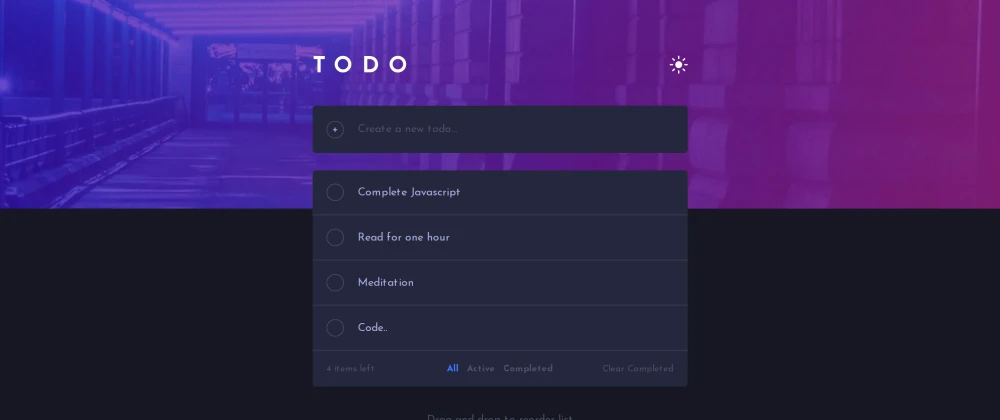 TODO
+
Create a new todo...
Complete Javascript
Read for one hour
Meditation
Code..
4 items left
All Active Completed
Clear Completed
Drag and drop to reorder list